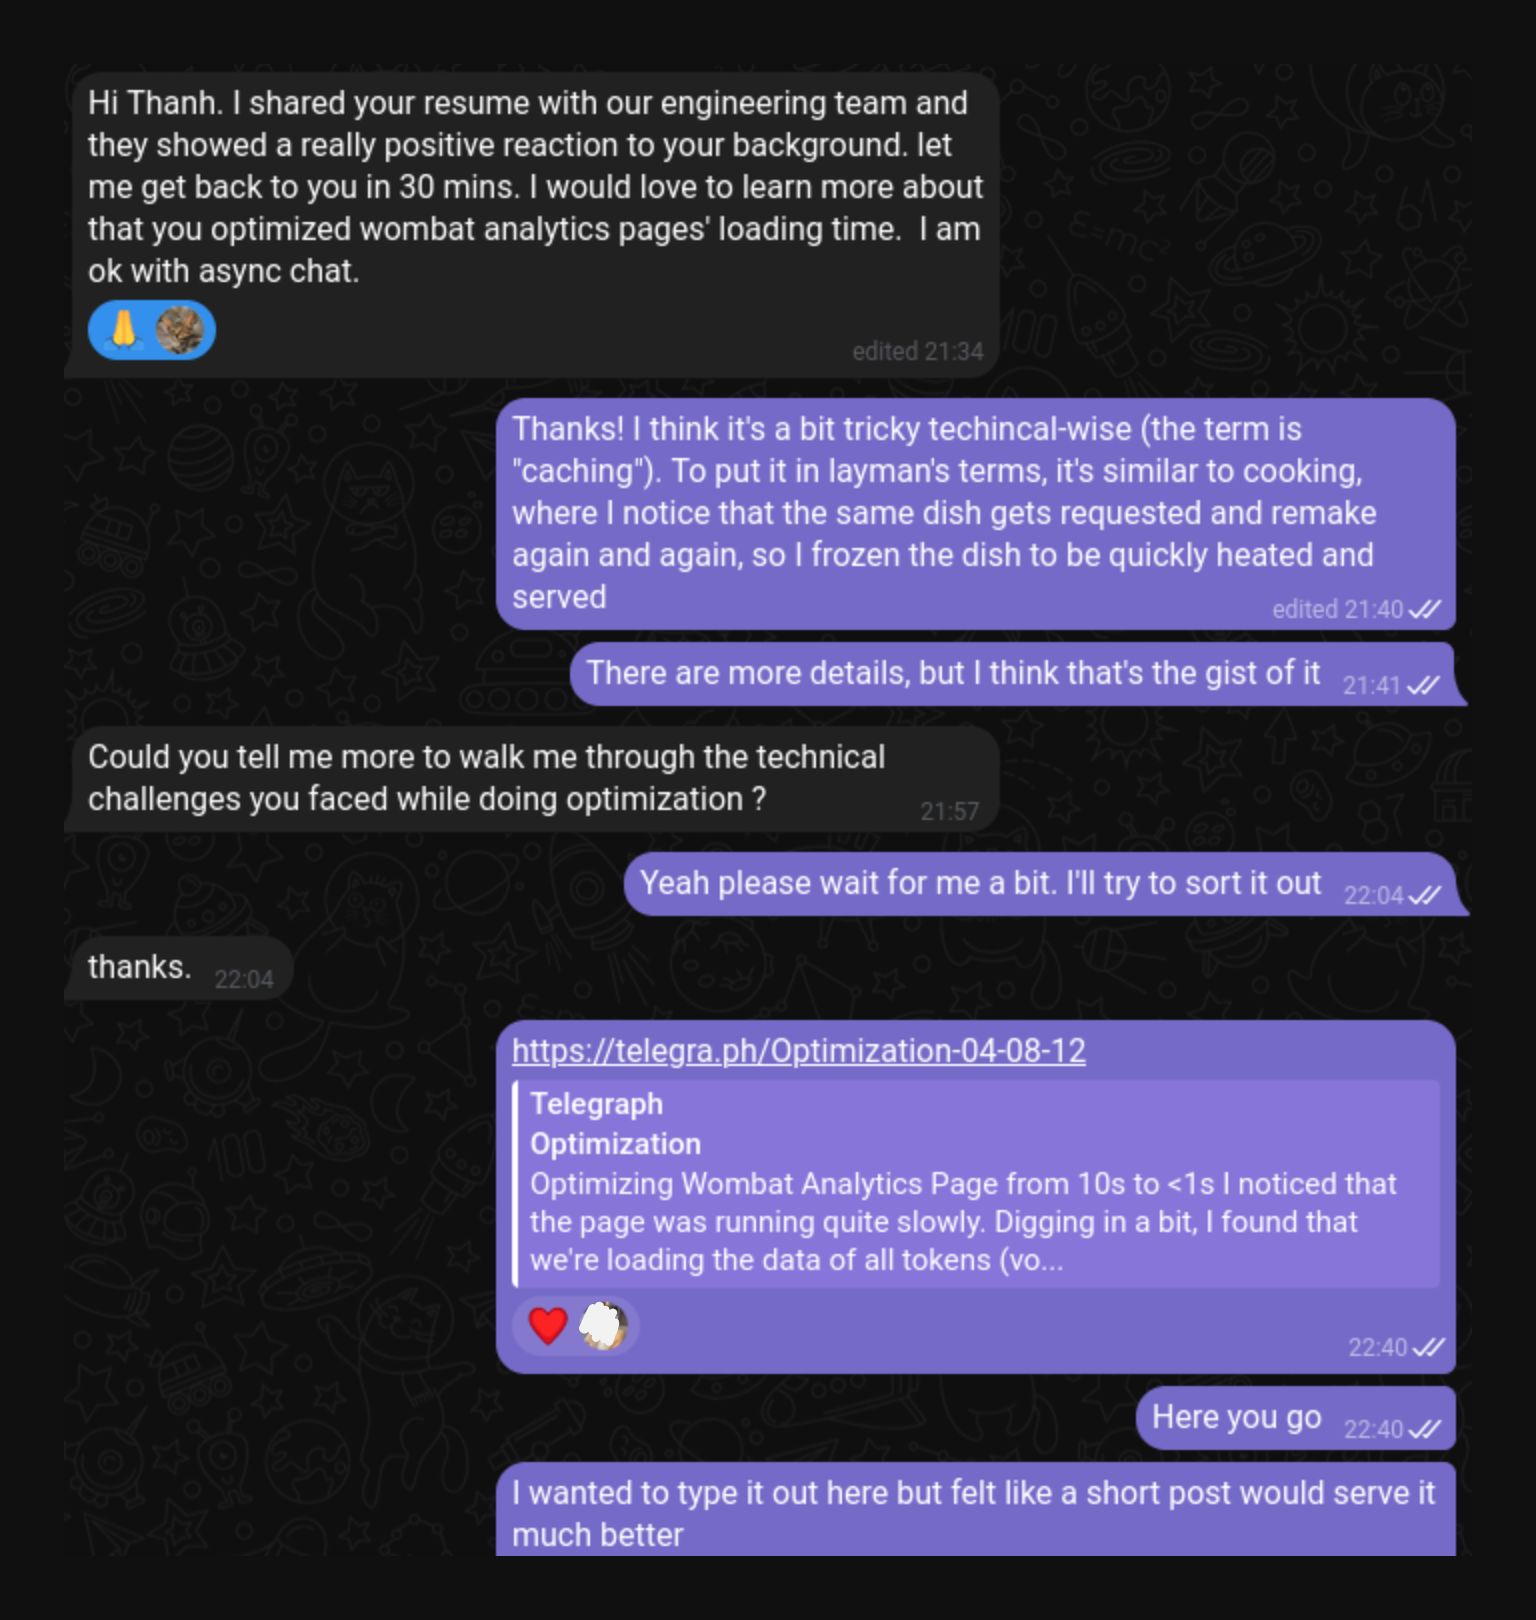 Hi Thanh. I shared your resume with our engineering team and
they showed a really positive reaction to your background. let
me get back to you in 30 mins. I would love to learn more about
that you optimized wombat analytics pages' loading time.  I am
ok with async chat.
edited 21:34
Thanks! I think it's a bit tricky techincal-wise (the term is
"caching"). To put it in layman's terms, it's similar to cooking,
where I notice that the same dish gets requested and remake
again and again, so I frozen the dish to be quickly heated and
served
edited 21:40
There are more details, but I think that's the gist of it 21:41
Could you tell me more to walk me through the technical
challenges you faced while doing optimization ?
21:57
Yeah please wait for me a bit. I'll try to sort it out 22:04
thanks. 22:04
https://telegra.ph/Optimization-04-08-12
Telegraph
Optimization
Optimizing Wombat Analytics Page from 10s to <1s I noticed that
the page was running quite slowly. Digging in a bit, I found that
we're loading the data of all tokens (vo...
22:40
Here you go 22:40
I wanted to type it out here but felt like a short post would serve it
much better